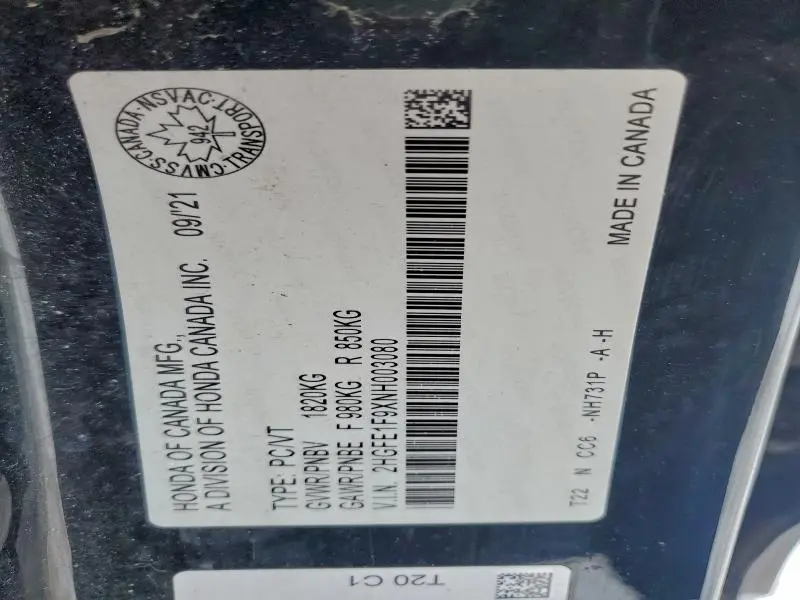 HONDA OF CANADA MFG.,
A DIVISION OF HONDA CANADA INC. 09/'21
TYPE: PC/VT
GVWR/PNBV 1820KG
GAWR/PNBE F 980KG R 850KG
V.I.N. 2HGFE1F9XNH003080
T22 N CC6 -NH731P -A -H
MADE IN CANADA
CANADA-NSVAC-TRANSPORT-CMVSS-
942
T20 C1